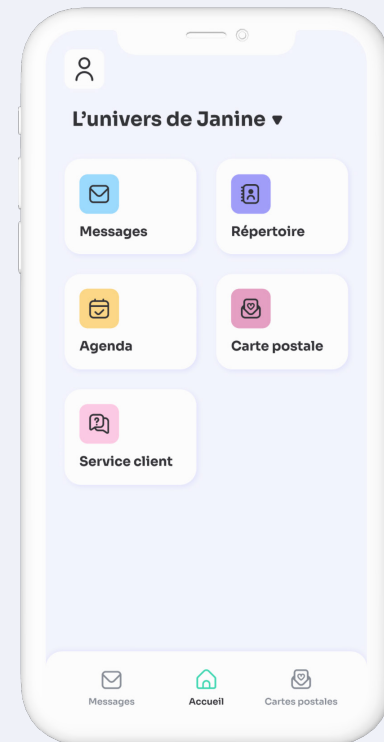 L'univers de Janine ▾
Messages
Répertoire
Agenda
Carte postale
Service client
Messages
Accueil
Cartes postales